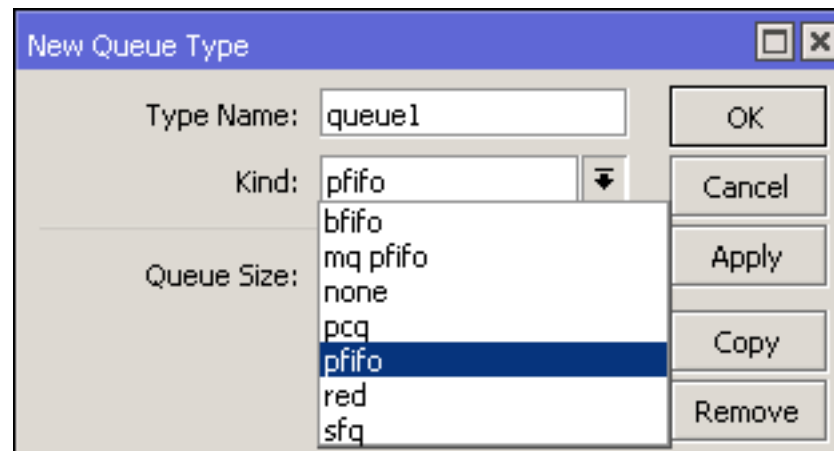 New Queue Type
Type Name: queue1
OK
Kind: pfifo
Cancel
bfifo
mq pfifo
none
pcq
pfifo
red
sfq
Queue Size:
Apply
Copy
Remove